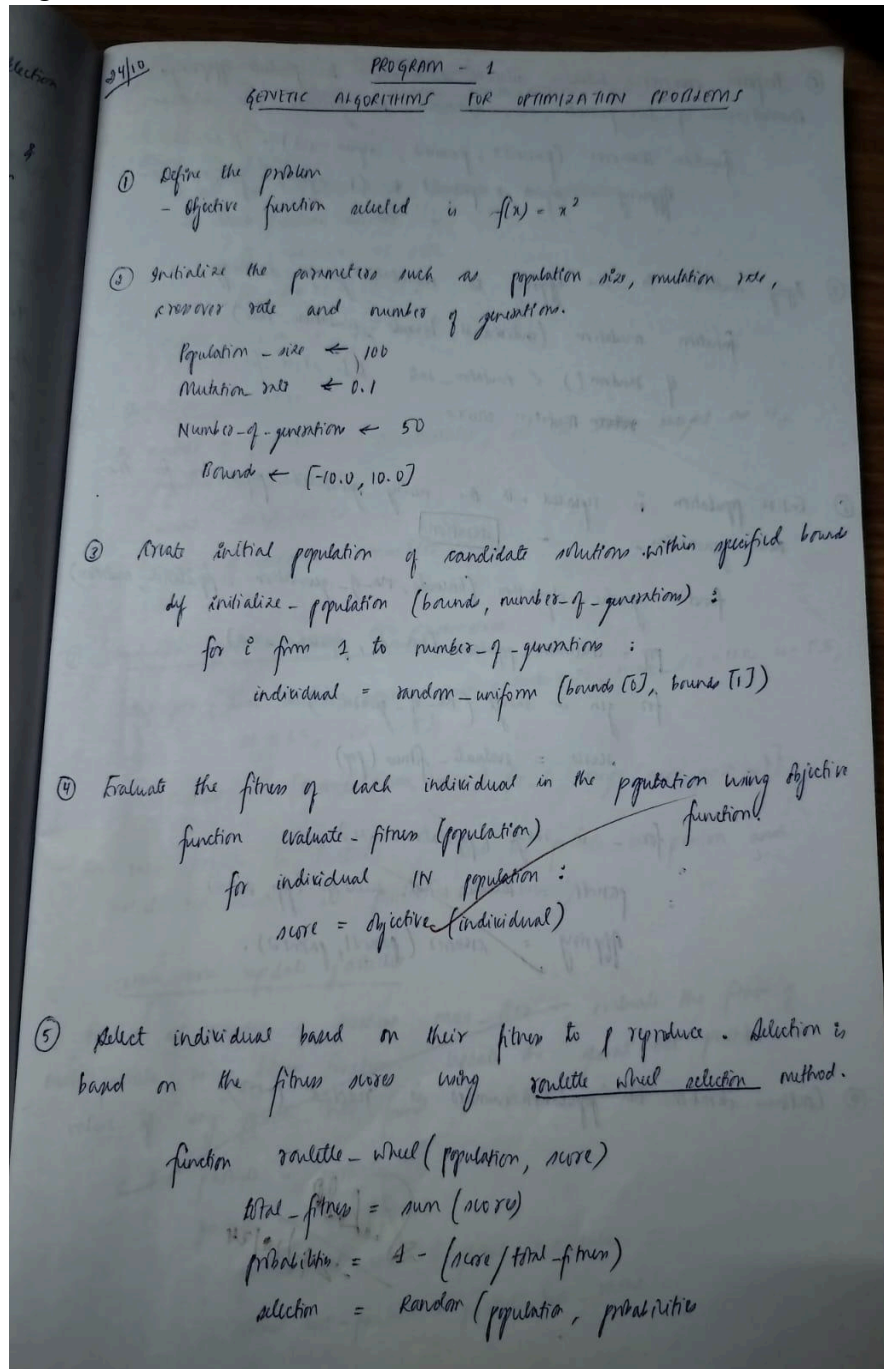 lection
&
24/10
PROGRAM - 1
GENETIC ALGORITHMS FOR OPTIMIZATION PROBLEMS
① Define the problem
- Objective function selected is f(x) = x²
② Initialize the parameters such as population size, mutation rate,
crossover rate and number of generations.
Population - size ← 100
Mutation rate ← 0.1
Number-of-generation ← 50
Bound ← [-10.0, 10.0]
③ Create initial population of candidate solutions within specified bounds
def initialize-population (bound, number-of-generations) :
for i from 1 to number-of-generations :
individual = random-uniform (bounds [0], bounds [1])
④ Evaluate the fitness of each individual in the population using objective
function.
function evaluate-fitness (population)
for individual IN population :
score = objective (individual)
⑤ Select individual based on their fitness to reproduce. Selection is
based on the fitness scores using roulette wheel selection method.
function roulette-wheel (population, score)
total-fitness = sum (scores)
probabilities = 1 - (score/total-fitness)
selection = Random (population, probabilities